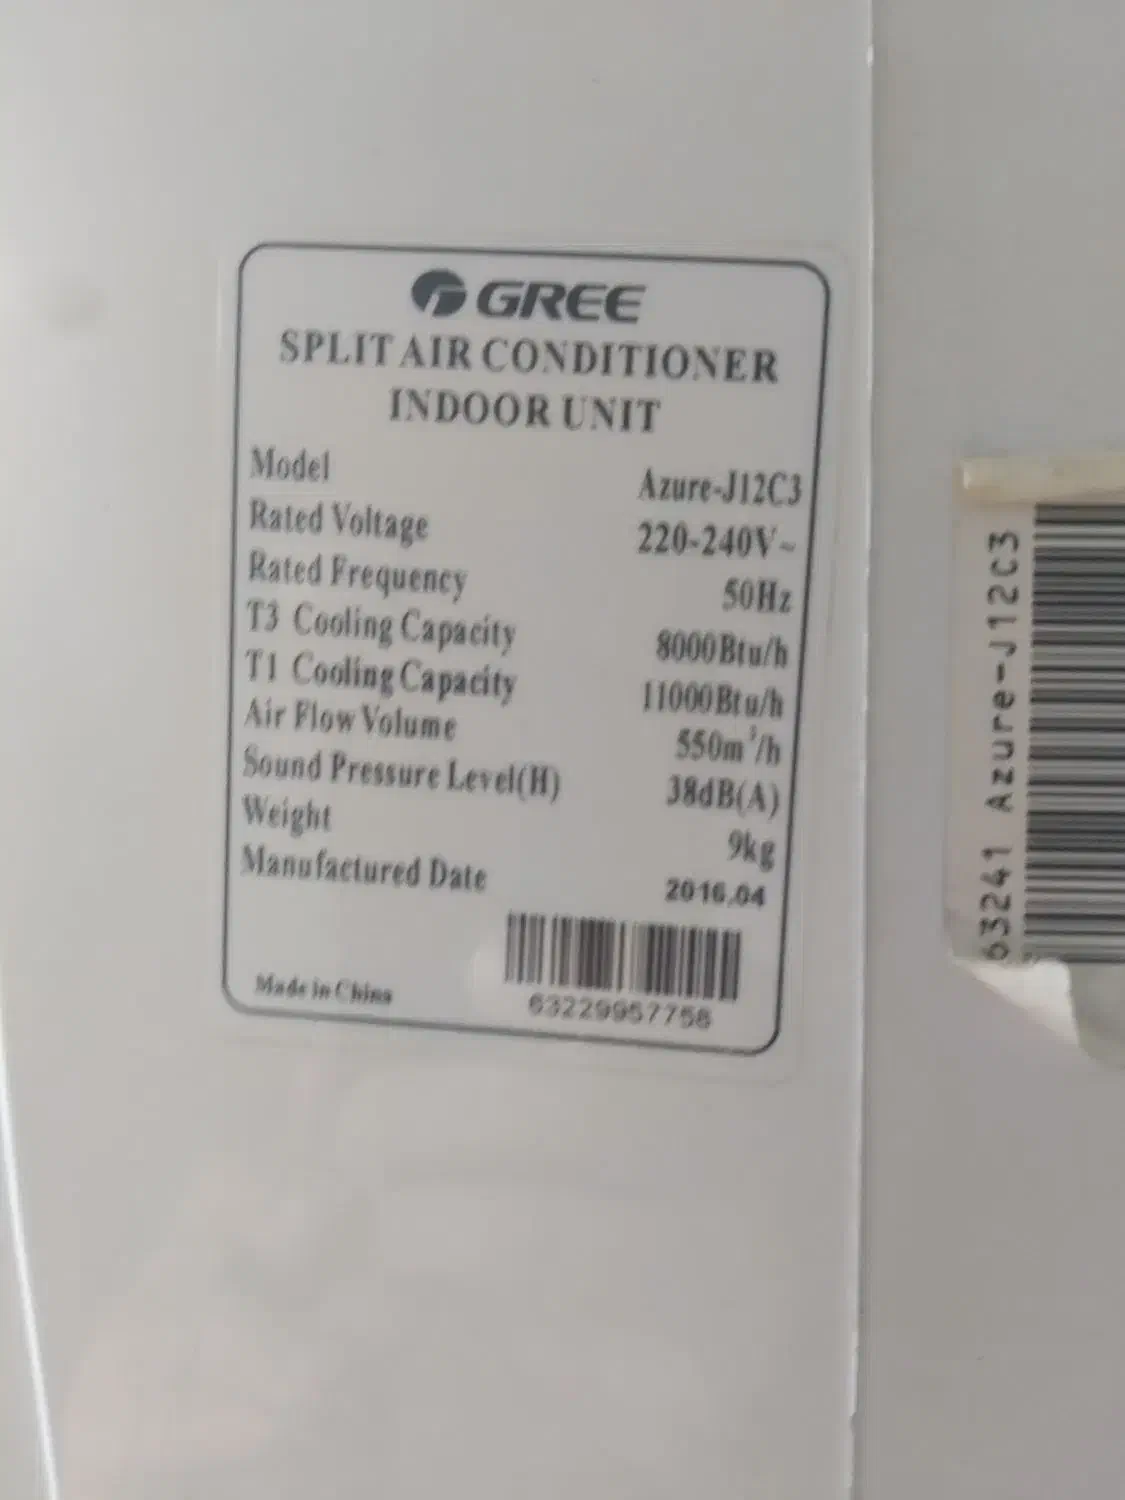 GREE
SPLIT AIR CONDITIONER
INDOOR UNIT
Model Azure-J12C3
Rated Voltage 220-240V~
Rated Frequency 50Hz
T3 Cooling Capacity 8000Btu/h
T1 Cooling Capacity 11000Btu/h
Air Flow Volume 550m³/h
Sound Pressure Level(H) 38dB(A)
Weight 9kg
Manufactured Date 2016.04
Made in China
63229957756
63241 Azure-J12C3